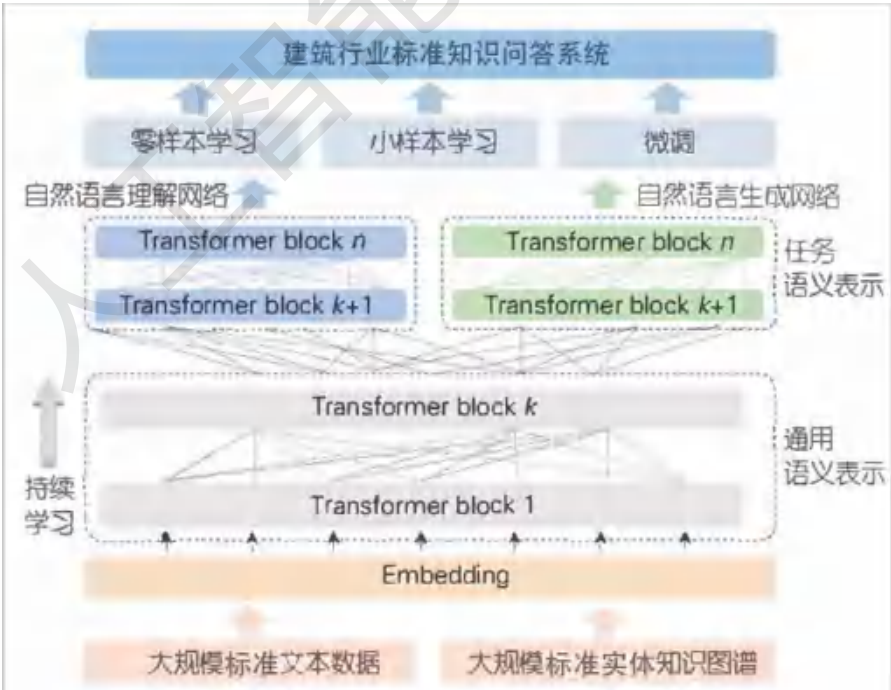 建筑行业标准知识问答系统
零样本学习
小样本学习
微调
自然语言理解网络
自然语言生成网络
Transformer block n
Transformer block n
Transformer block k+1
Transformer block k+1
任务
语义表示
Transformer block k
Transformer block 1
通用
语义表示
持续
学习
Embedding
大规模标准文本数据
大规模标准实体知识图谱
人工智能